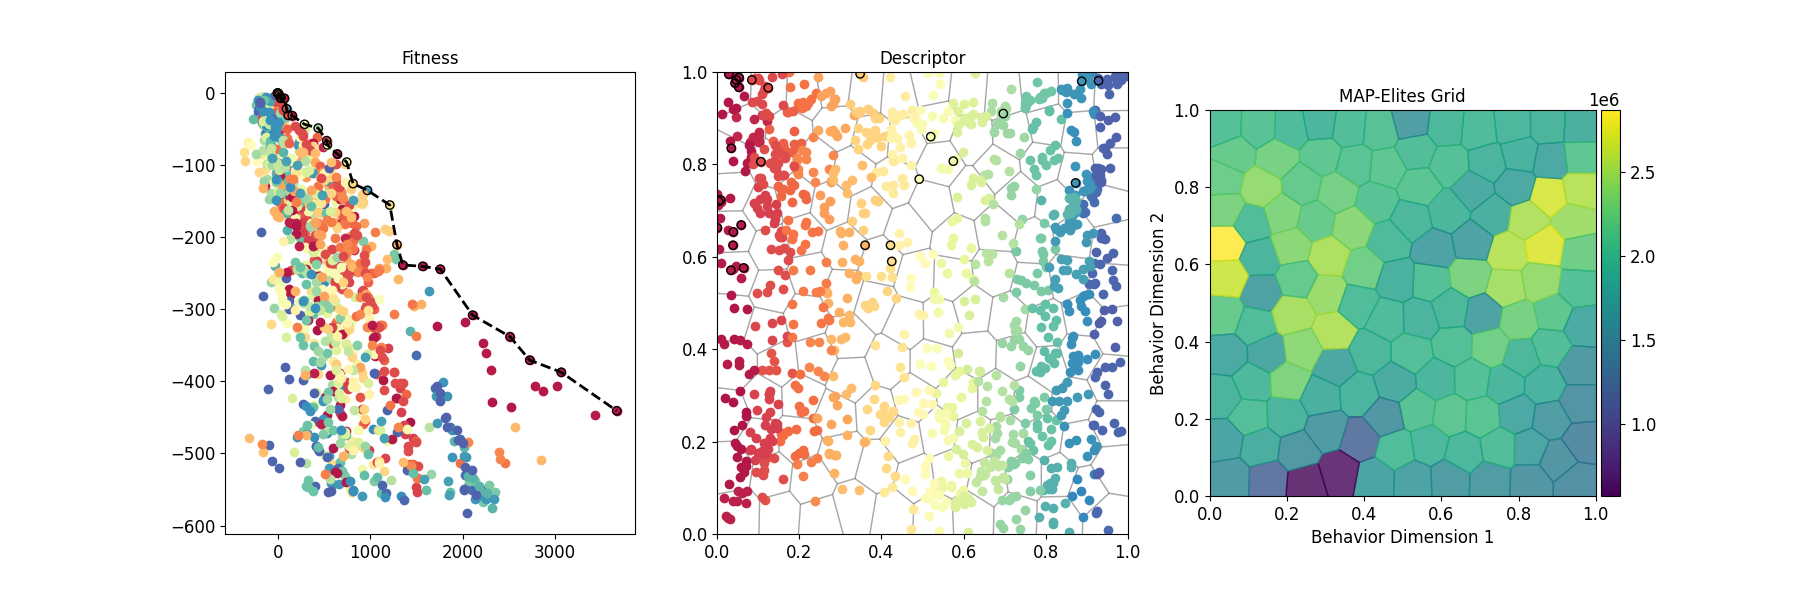 Fitness
0
−100
−200
−300
−400
−500
−600
0 1000 2000 3000
Descriptor
1.0
0.8
0.6
0.4
0.2
0.0
0.0 0.2 0.4 0.6 0.8 1.0
MAP-Elites Grid
1e6
Behavior Dimension 2
1.0
0.8
0.6
0.4
0.2
0.0
0.0 0.2 0.4 0.6 0.8 1.0
Behavior Dimension 1
2.5
2.0
1.5
1.0